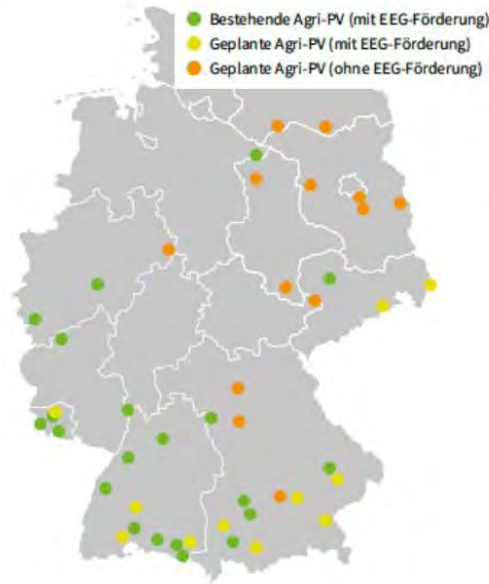 Bestehende Agri-PV (mit EEG-Förderung)
Geplante Agri-PV (mit EEG-Förderung)
Geplante Agri-PV (ohne EEG-Förderung)